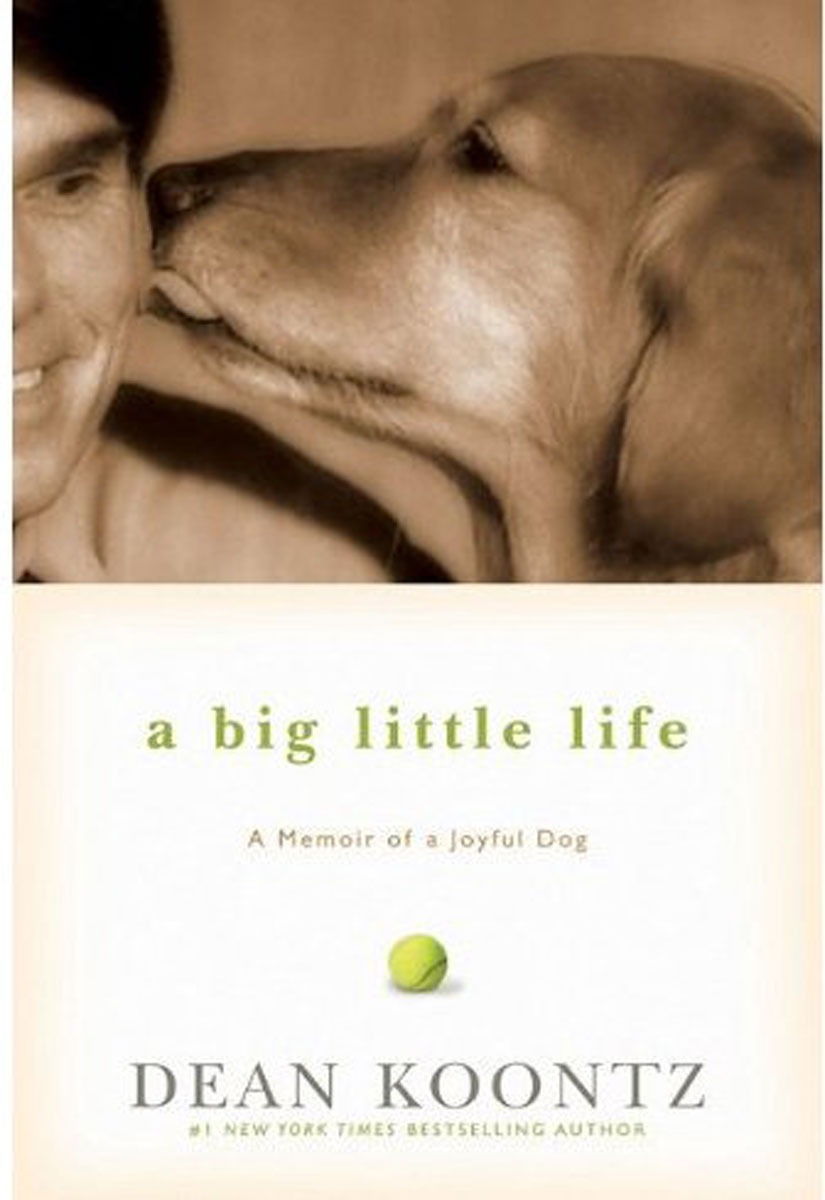 a big little life
A Memoir of a Joyful Dog
DEAN KOONTZ
#1 NEW YORK TIMES BESTSELLING AUTHOR